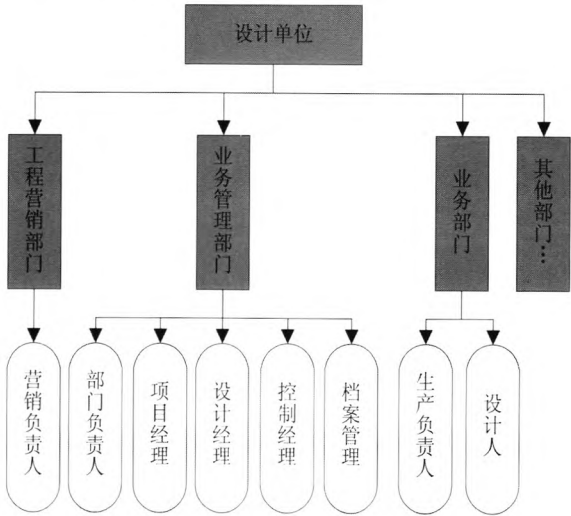 设计单位
工程营销部门
业务管理部门
业务部门
其他部门…
营销负责人
部门负责人
项目经理
设计经理
控制经理
档案管理
生产负责人
设计人